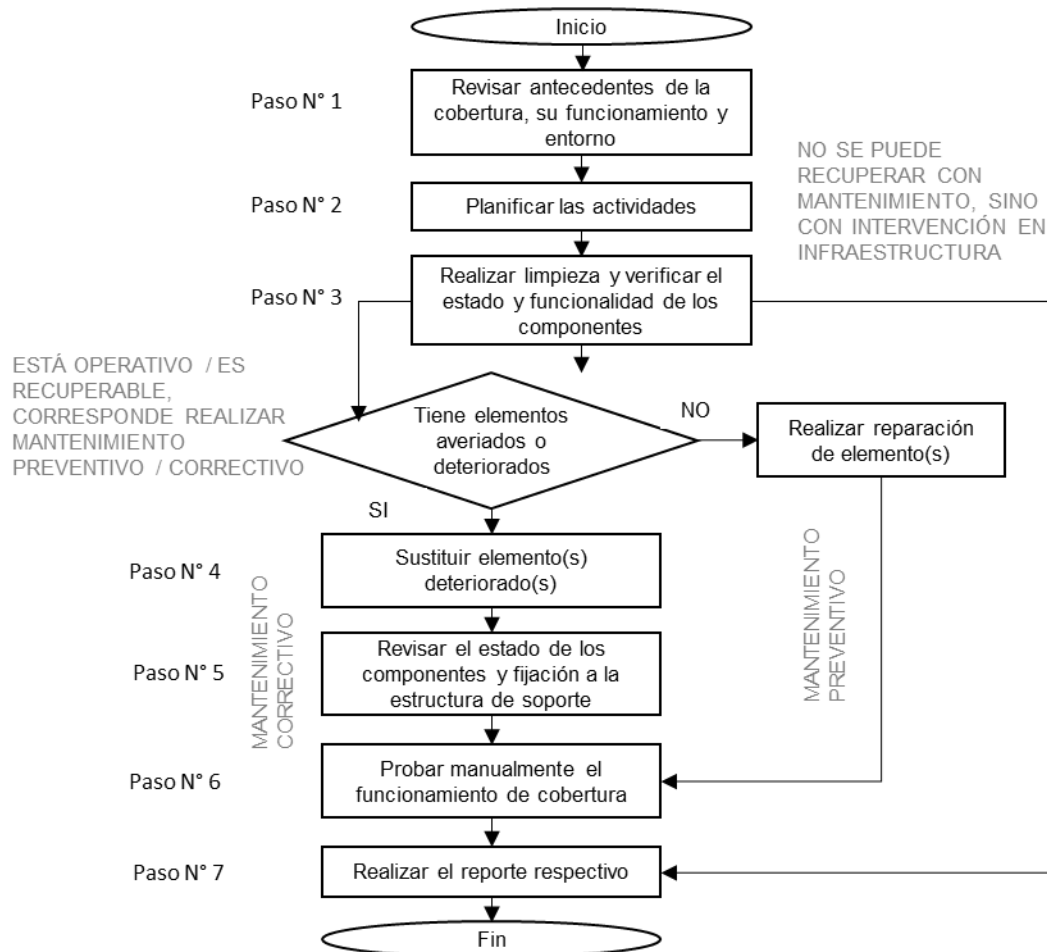 Inicio
Paso N° 1
Revisar antecedentes de la
cobertura, su funcionamiento y
entorno
NO SE PUEDE
RECUPERAR CON
MANTENIMIENTO, SINO
CON INTERVENCIÓN EN
INFRAESTRUCTURA
Paso N° 2
Planificar las actividades
Paso N° 3
Realizar limpieza y verificar el
estado y funcionalidad de los
componentes
ESTÁ OPERATIVO / ES
RECUPERABLE,
CORRESPONDE REALIZAR
MANTENIMIENTO
PREVENTIVO / CORRECTIVO
Tiene elementos
averiados o
deteriorados
NO
Realizar reparación
de elemento(s)
SI
MANTENIMIENTO
PREVENTIVO
MANTENIMIENTO
CORRECTIVO
Paso N° 4
Sustituir elemento(s)
deteriorado(s)
Paso N° 5
Revisar el estado de los
componentes y fijación a la
estructura de soporte
Paso N° 6
Probar manualmente el
funcionamiento de cobertura
Paso N° 7
Realizar el reporte respectivo
Fin